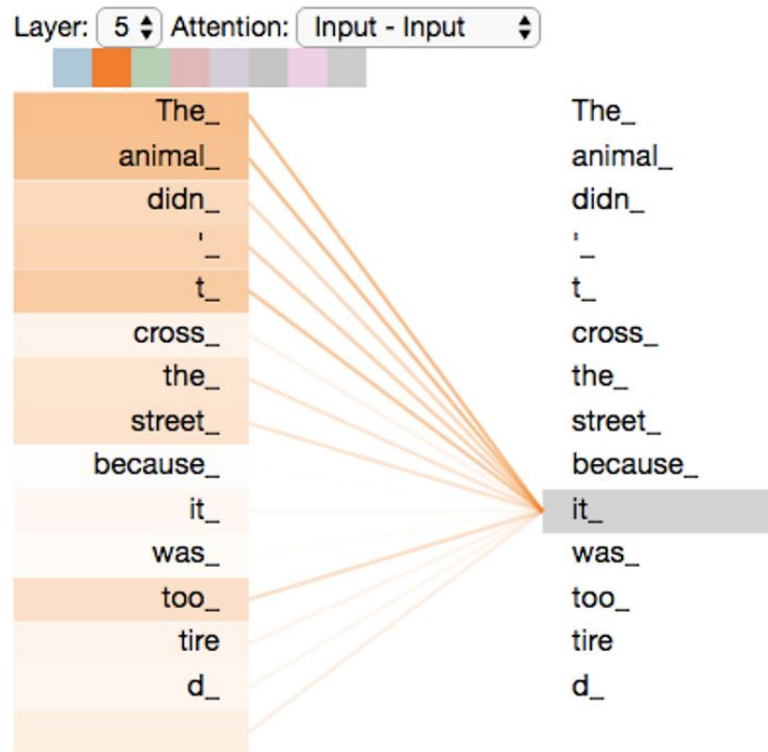 Layer: 5 Attention: Input - Input
The_ The_
animal_ animal_
didn_ didn_
'_ '_
t_ t_
cross_ cross_
the_ the_
street_ street_
because_ because_
it_ it_
was_ was_
too_ too_
tire tire
d_ d_